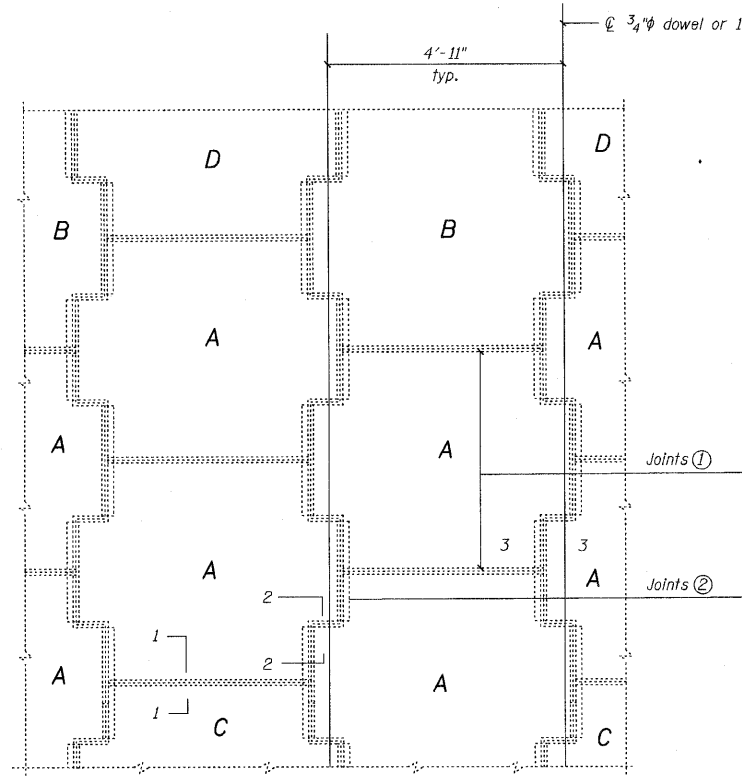 ℄ 3/4"ϕ dowel or 1
4'-11"
typ.
D
D
B
B
A
A
A
A
Joints ①
3
3
A
A
Joints ②
2
1
2
A
A
1
C
C